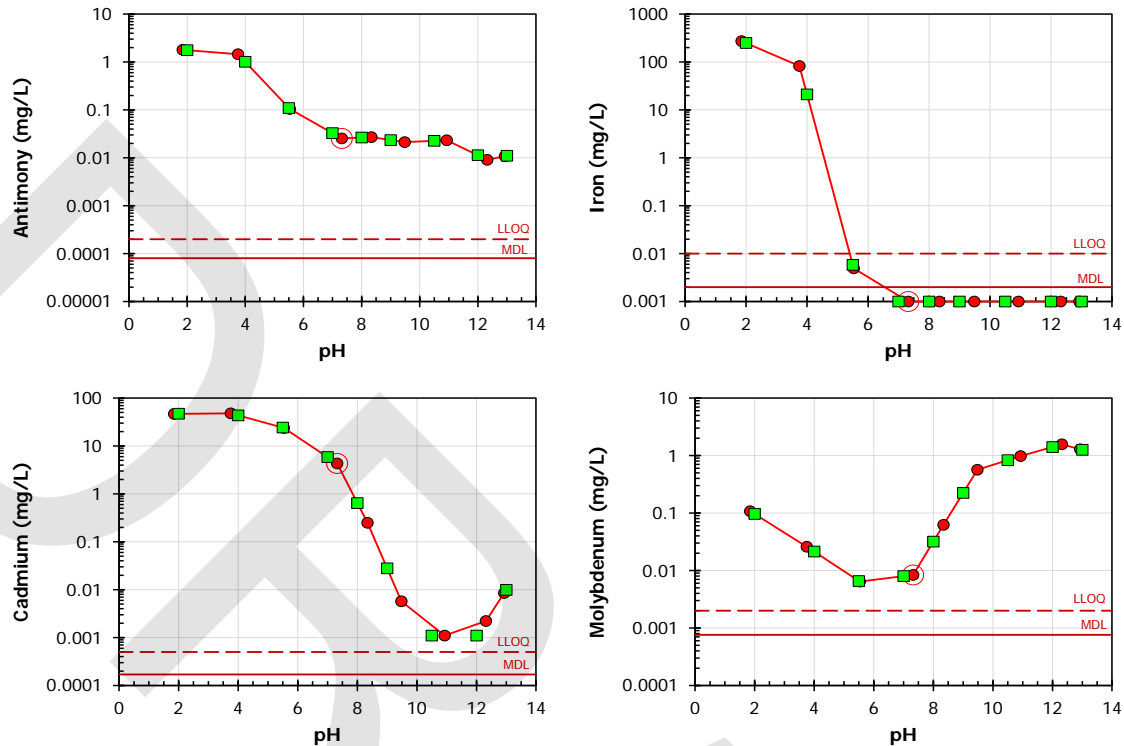 Antimony (mg/L)
10
1
0.1
0.01
0.001
0.0001
0.00001
LLOQ
MDL
0 2 4 6 8 10 12 14
pH
Iron (mg/L)
1000
100
10
1
0.1
0.01
0.001
LLOQ
MDL
0 2 4 6 8 10 12 14
pH
Cadmium (mg/L)
100
10
1
0.1
0.01
0.001
0.0001
LLOQ
MDL
0 2 4 6 8 10 12 14
pH
Molybdenum (mg/L)
10
1
0.1
0.01
0.001
0.0001
LLOQ
MDL
0 2 4 6 8 10 12 14
pH